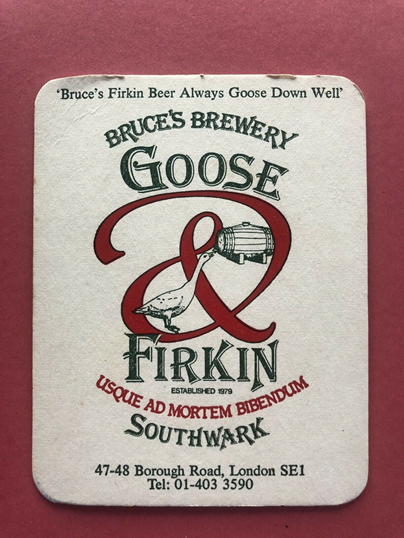 'Bruce's Firkin Beer Always Goose Down Well'
BRUCE'S BREWERY
GOOSE
&
FIRKIN
ESTABLISHED 1979
USQUE AD MORTEM BIBENDUM
SOUTHWARK
47-48 Borough Road, London SE1
Tel: 01-403 3590